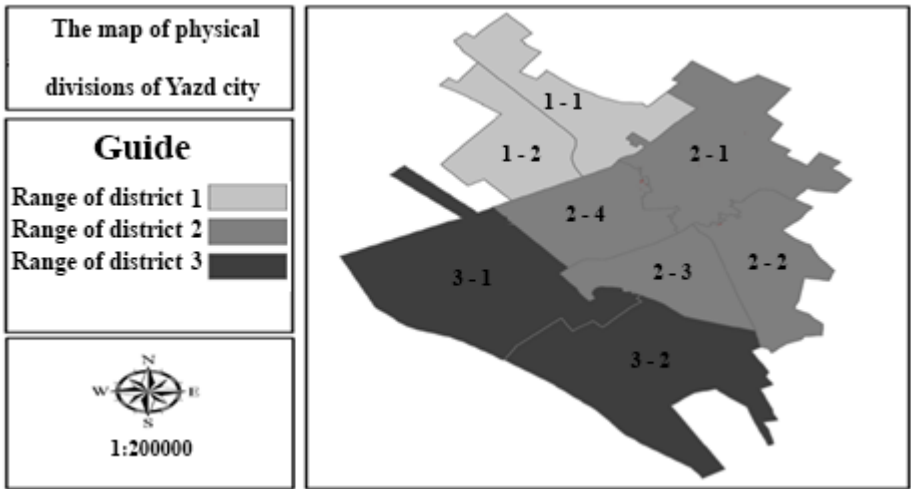 The map of physical
divisions of Yazd city
Guide
Range of district 1
Range of district 2
Range of district 3
N
W E
S
1:200000
1 - 1
1 - 2
2 - 1
2 - 4
2 - 3
2 - 2
3 - 1
3 - 2